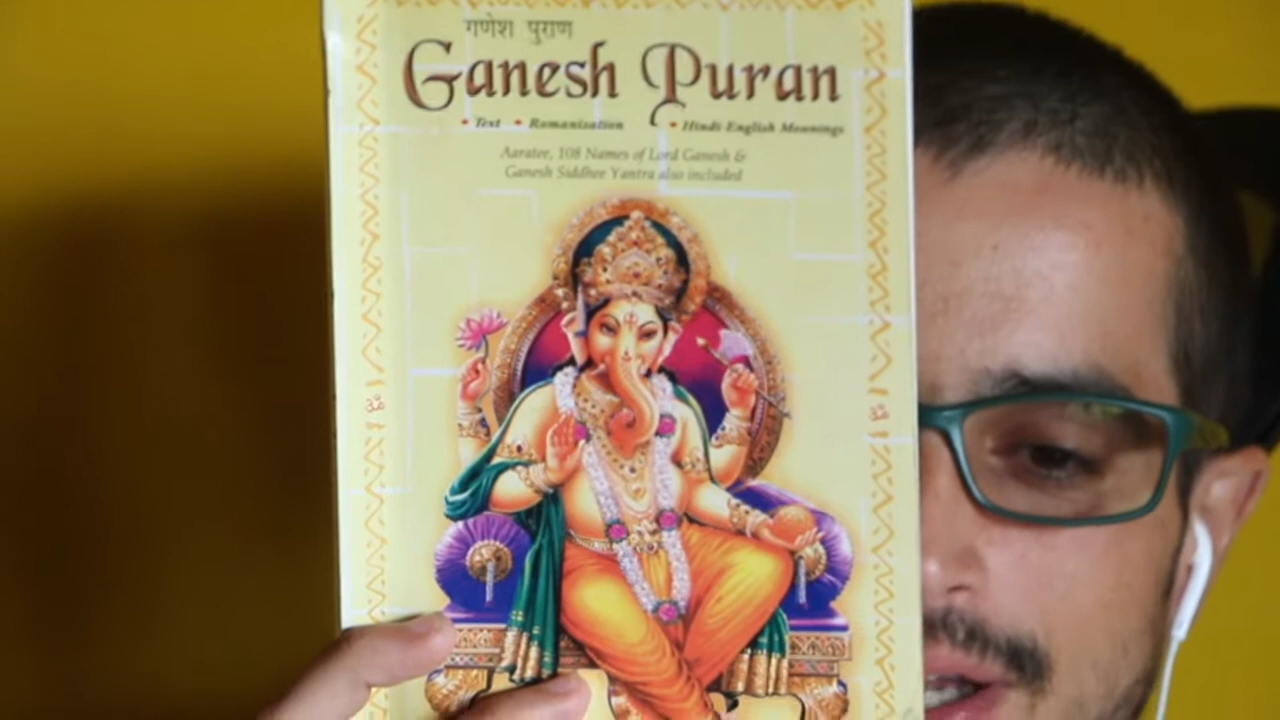 गणेश पुराण
Ganesh Puran
• Text • Romanization • Hindi-English Meanings
Aaratee, 108 Names of Lord Ganesh &
Ganesh Siddhee Yantra also included
ॐ ॐ